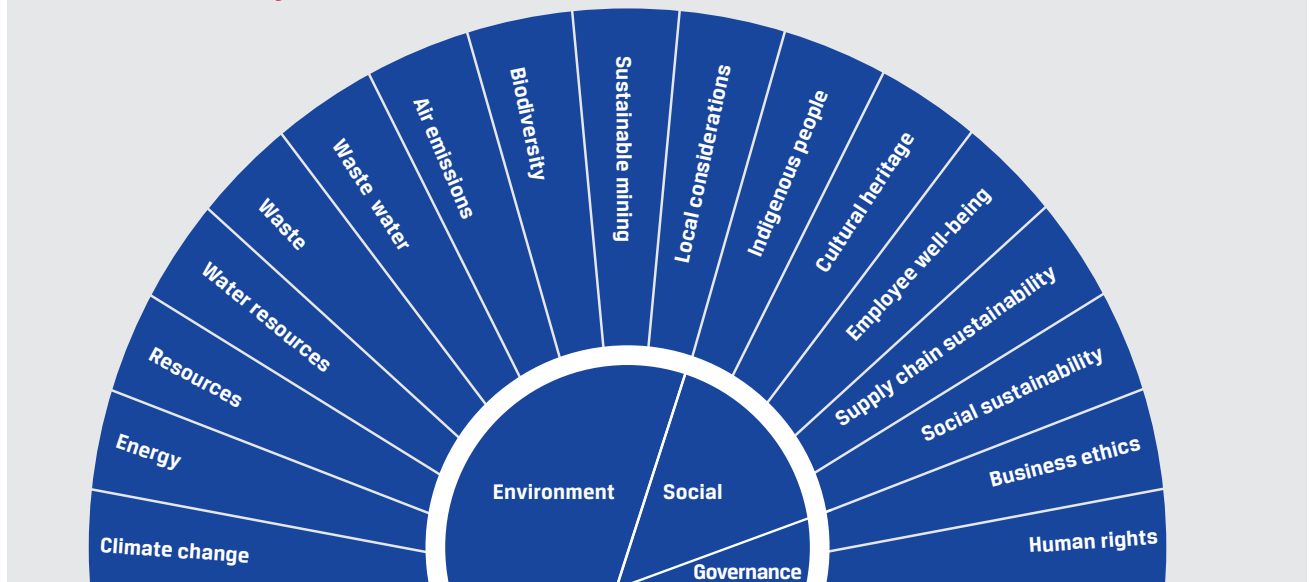 Climate change
Energy
Resources
Water resources
Waste
Waste water
Air emissions
Biodiversity
Sustainable mining
Local considerations
Indigenous people
Cultural heritage
Employee well-being
Supply chain sustainability
Social sustainability
Business ethics
Human rights
Environment
Social
Governance